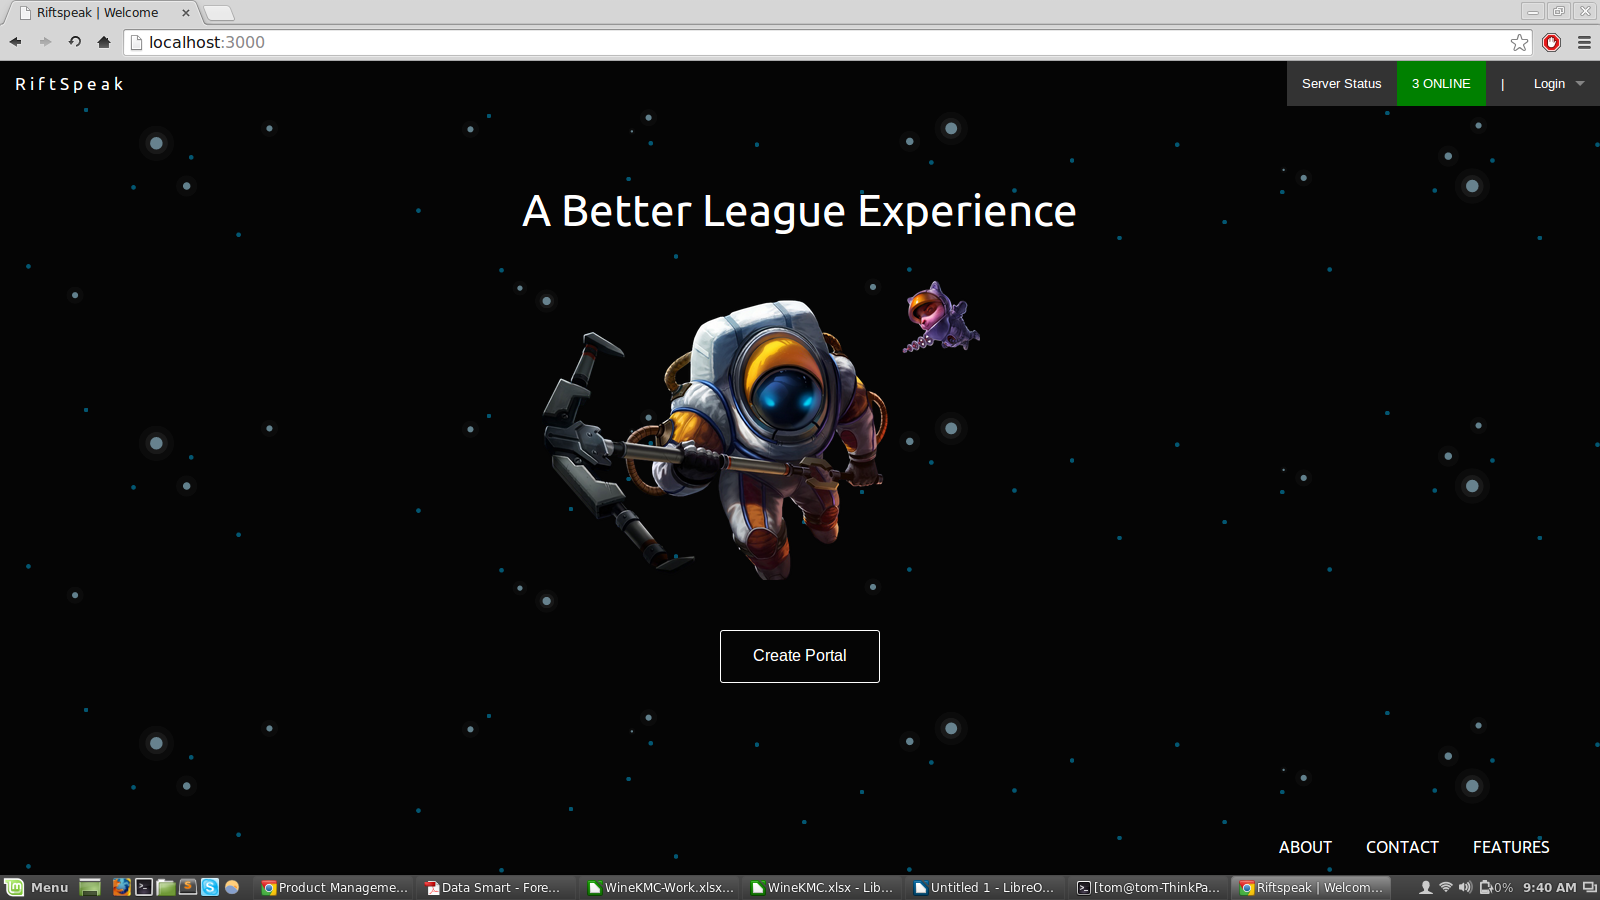 Riftspeak | Welcome
localhost:3000
RiftSpeak
Server Status
3 ONLINE
|
Login
A Better League Experience
Create Portal
ABOUT
CONTACT
FEATURES
Menu
Product Manageme...
Data Smart - Fore...
WineKMC-Work.xlsx...
WineKMC.xlsx - Lib...
Untitled 1 - LibreO...
[tom@tom-ThinkPa...
Riftspeak | Welcom...
0%
9:40 AM